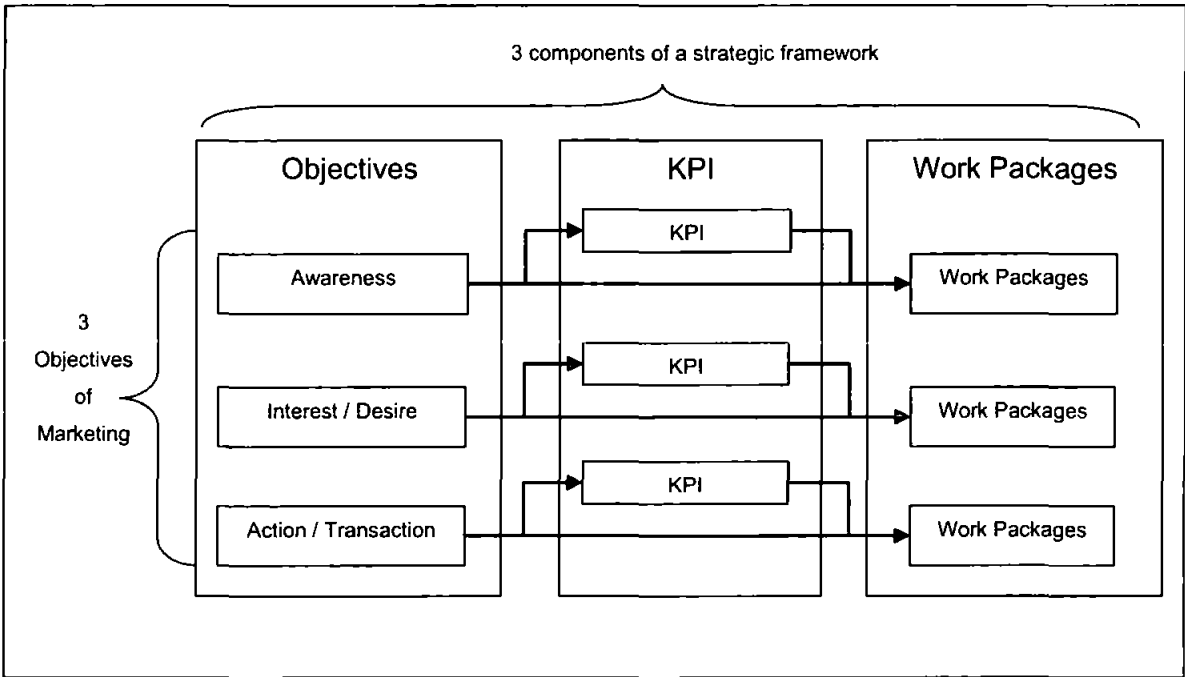 3 components of a strategic framework
Objectives
KPI
Work Packages
KPI
Awareness
Work Packages
3
Objectives
of
Marketing
KPI
Interest / Desire
Work Packages
KPI
Action / Transaction
Work Packages